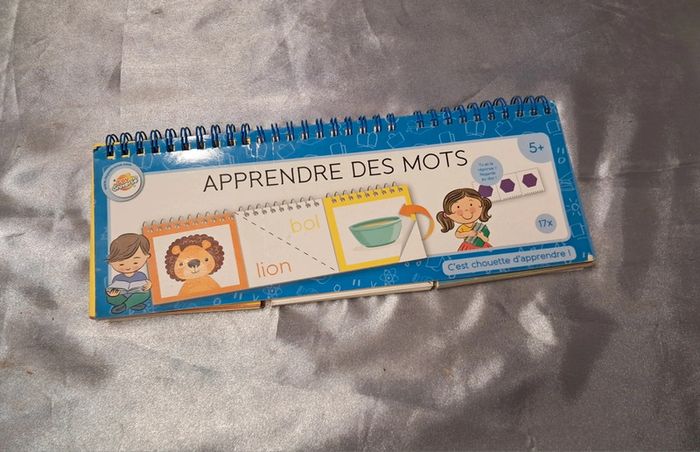 APPRENDRE DES MOTS
5+
bol
lion
17x
C'est chouette d'apprendre !